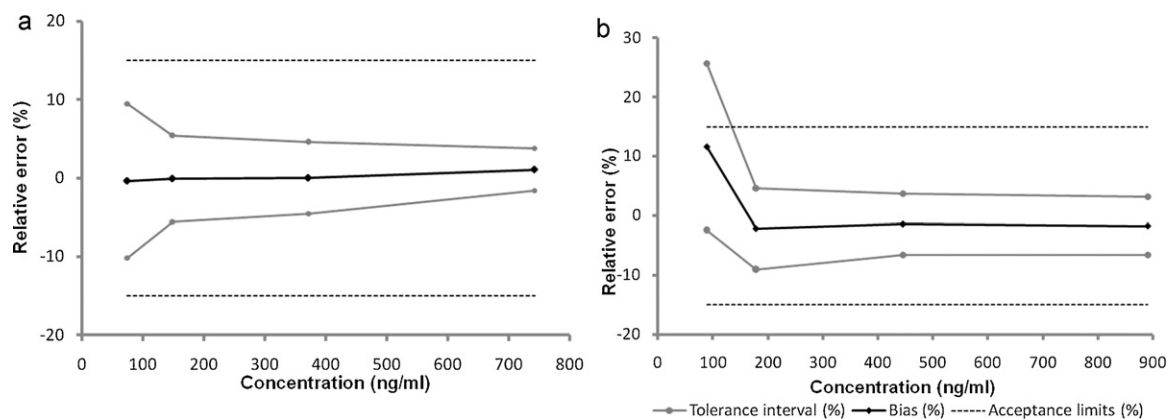 a
20
10
0
-10
-20
Relative error (%)
0 100 200 300 400 500 600 700 800
Concentration (ng/ml)
b
30
20
10
0
-10
-20
Relative error (%)
0 100 200 300 400 500 600 700 800 900
Concentration (ng/ml)
Tolerance interval (%) Bias (%) Acceptance limits (%)